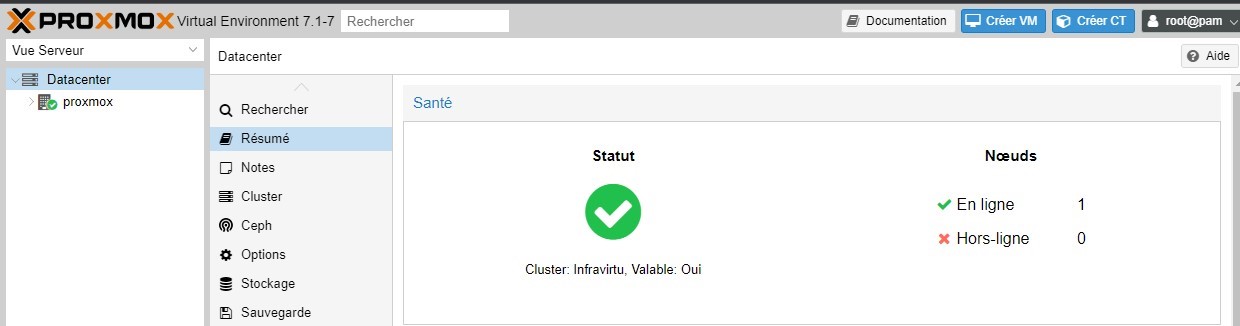 PROXMOX Virtual Environment 7.1-7 Rechercher Documentation Créer VM Créer CT root@pam
Vue Serveur
Datacenter
proxmox
Datacenter Aide
Rechercher
Résumé
Notes
Cluster
Ceph
Options
Stockage
Sauvegarde
Santé
Statut
Cluster: Infravirtu, Valable: Oui
Nœuds
En ligne 1
Hors-ligne 0